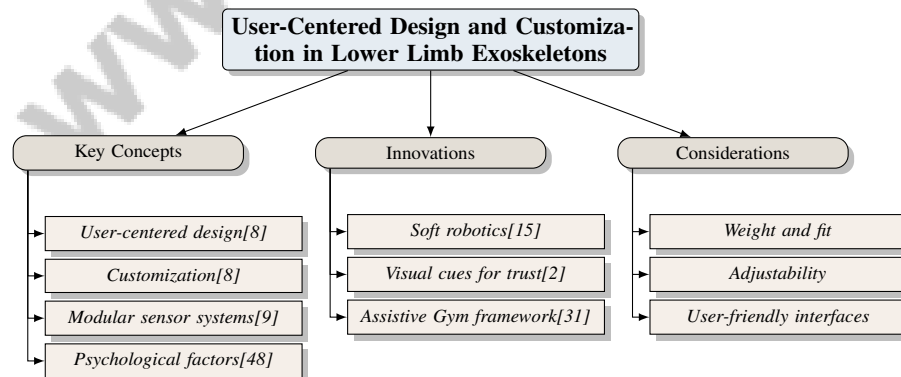 User-Centered Design and Customiza-
tion in Lower Limb Exoskeletons
Key Concepts
User-centered design[8]
Customization[8]
Modular sensor systems[9]
Psychological factors[48]
Innovations
Soft robotics[15]
Visual cues for trust[2]
Assistive Gym framework[31]
Considerations
Weight and fit
Adjustability
User-friendly interfaces